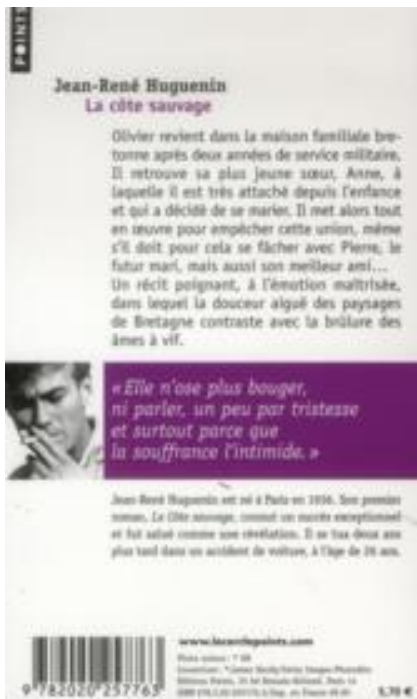 POINTS
Jean-René Huguenin
La côte sauvage
Olivier revient dans la maison familiale bre-
tonne après deux années de service militaire.
Il retrouve sa plus jeune sœur, Anne, à
laquelle il est très attaché depuis l'enfance
et qui a décidé de se marier. Il met alors tout
en œuvre pour empêcher cette union, même
s'il doit pour cela se fâcher avec Pierre, le
futur mari, mais aussi son meilleur ami...
Un récit poignant, à l'émotion maîtrisée,
dans lequel la douceur aiguë des paysages
de Bretagne contraste avec la brûlure des
âmes à vif.
« Elle n'ose plus bouger,
ni parler, un peu par tristesse
et surtout parce que
la souffrance l'intimide. »
Jean-René Huguenin est né à Paris en 1936. Son premier
roman, La Côte sauvage, connut un succès exceptionnel
et fut salué comme une révélation. Il se tua deux ans
plus tard dans un accident de voiture, à l'âge de 26 ans.
www.lecerclepoints.com
9 782020 257763
5,70 €